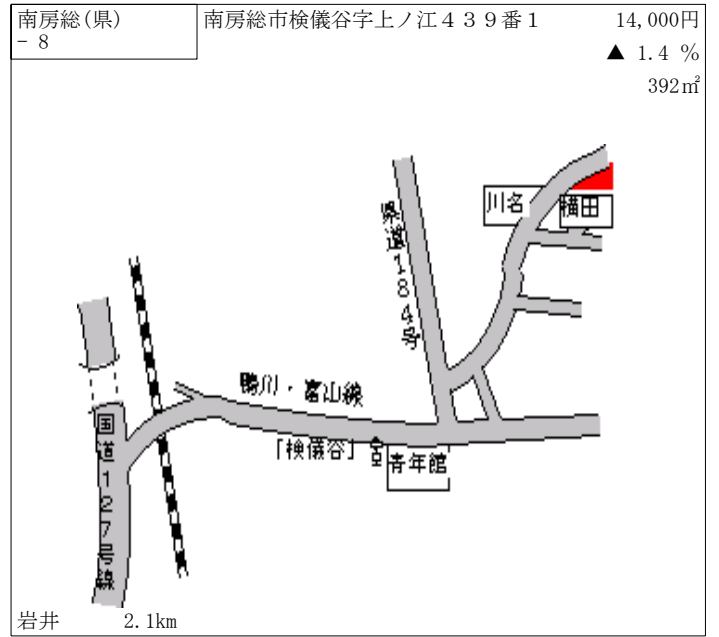 南房総(県)
- 8
南房総市検儀谷字上ノ江４３９番1
14,000円
▲ 1.4 %
392㎡
川名
横田
県道１８４号
鴨川・富山線
「検儀谷」
青年館
国道１２７号線
岩井 2.1km